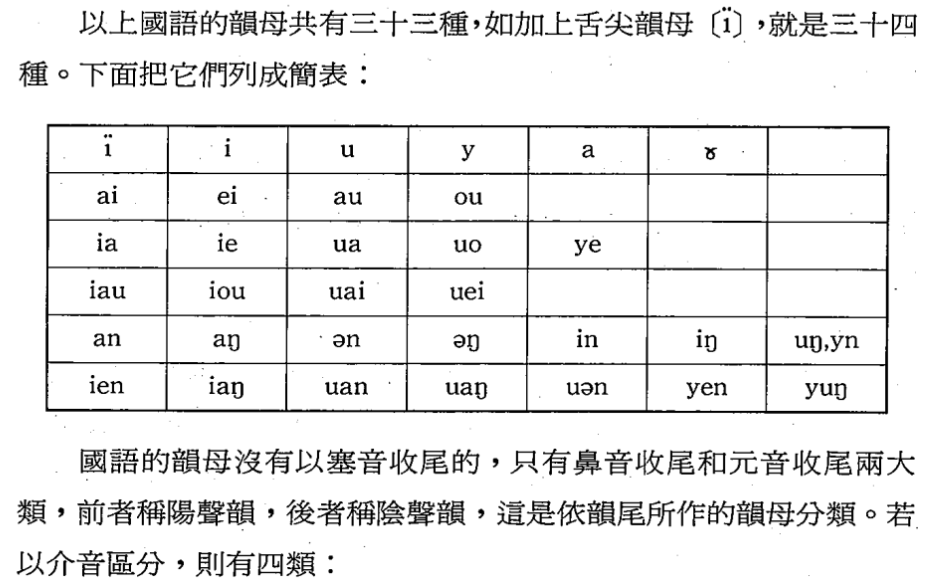 以上國語的韻母共有三十三種，如加上舌尖韻母〔ï〕，就是三十四
種。下面把它們列成簡表：
ï i u y a ɤ
ai ei au ou
ia ie ua uo ye
iau iou uai uei
an aŋ ən əŋ in iŋ uŋ,yn
ien iaŋ uan uaŋ uən yen yuŋ
國語的韻母沒有以塞音收尾的，只有鼻音收尾和元音收尾兩大
類，前者稱陽聲韻，後者稱陰聲韻，這是依韻尾所作的韻母分類。若
以介音區分，則有四類：